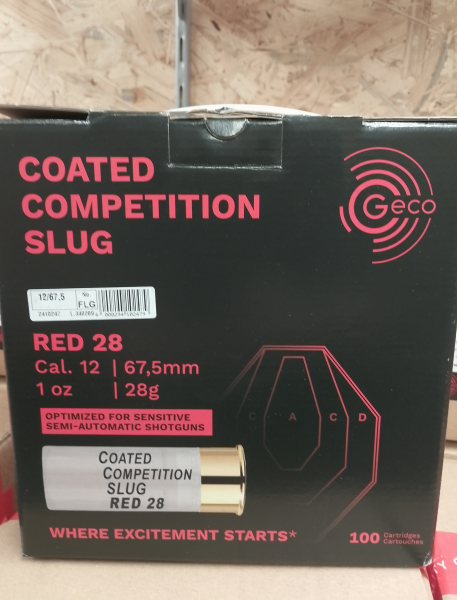 COATED
COMPETITION
SLUG
Geco
12/67,5
No
FLG
RED 28
Cal. 12 | 67,5mm
1 oz | 28g
OPTIMIZED FOR SENSITIVE
SEMI-AUTOMATIC SHOTGUNS
C A C D
COATED
COMPETITION
SLUG
RED 28
WHERE EXCITEMENT STARTS*
100 Cartridges
Cartouches